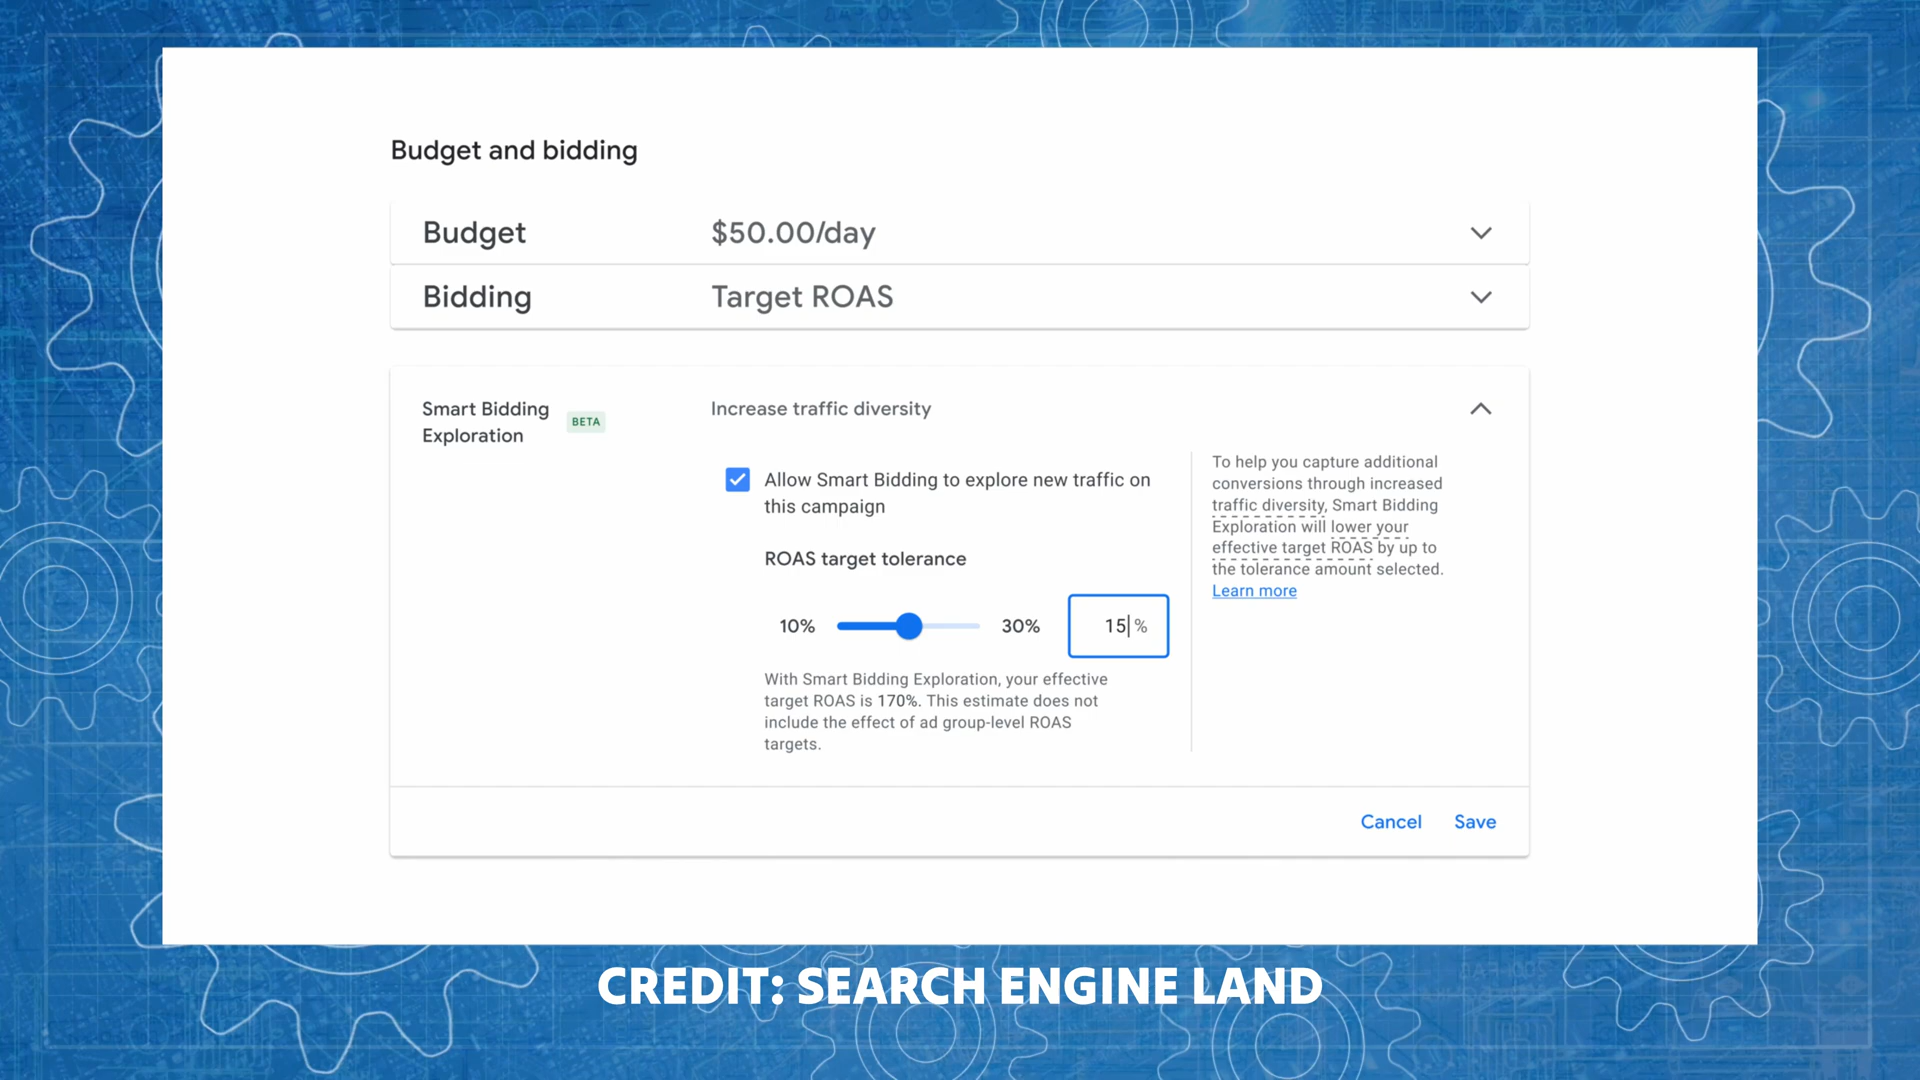 Budget and bidding
Budget $50.00/day
Bidding Target ROAS
Smart Bidding
Exploration
BETA
Increase traffic diversity
Allow Smart Bidding to explore new traffic on
this campaign
ROAS target tolerance
10% 30% 15 %
With Smart Bidding Exploration, your effective
target ROAS is 170%. This estimate does not
include the effect of ad group-level ROAS
targets.
To help you capture additional
conversions through increased
traffic diversity, Smart Bidding
Exploration will lower your
effective target ROAS by up to
the tolerance amount selected.
Learn more
Cancel Save
CREDIT: SEARCH ENGINE LAND